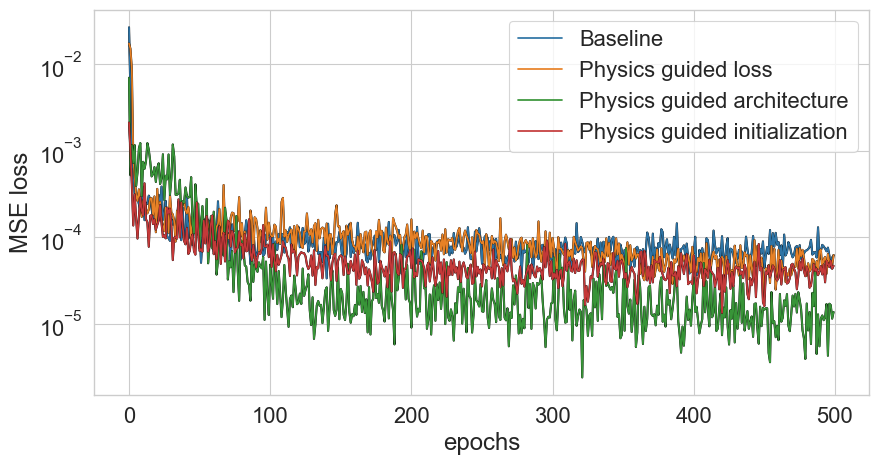 Baseline
Physics guided loss
Physics guided architecture
Physics guided initialization
10⁻²
10⁻³
10⁻⁴
10⁻⁵
MSE loss
0 100 200 300 400 500
epochs